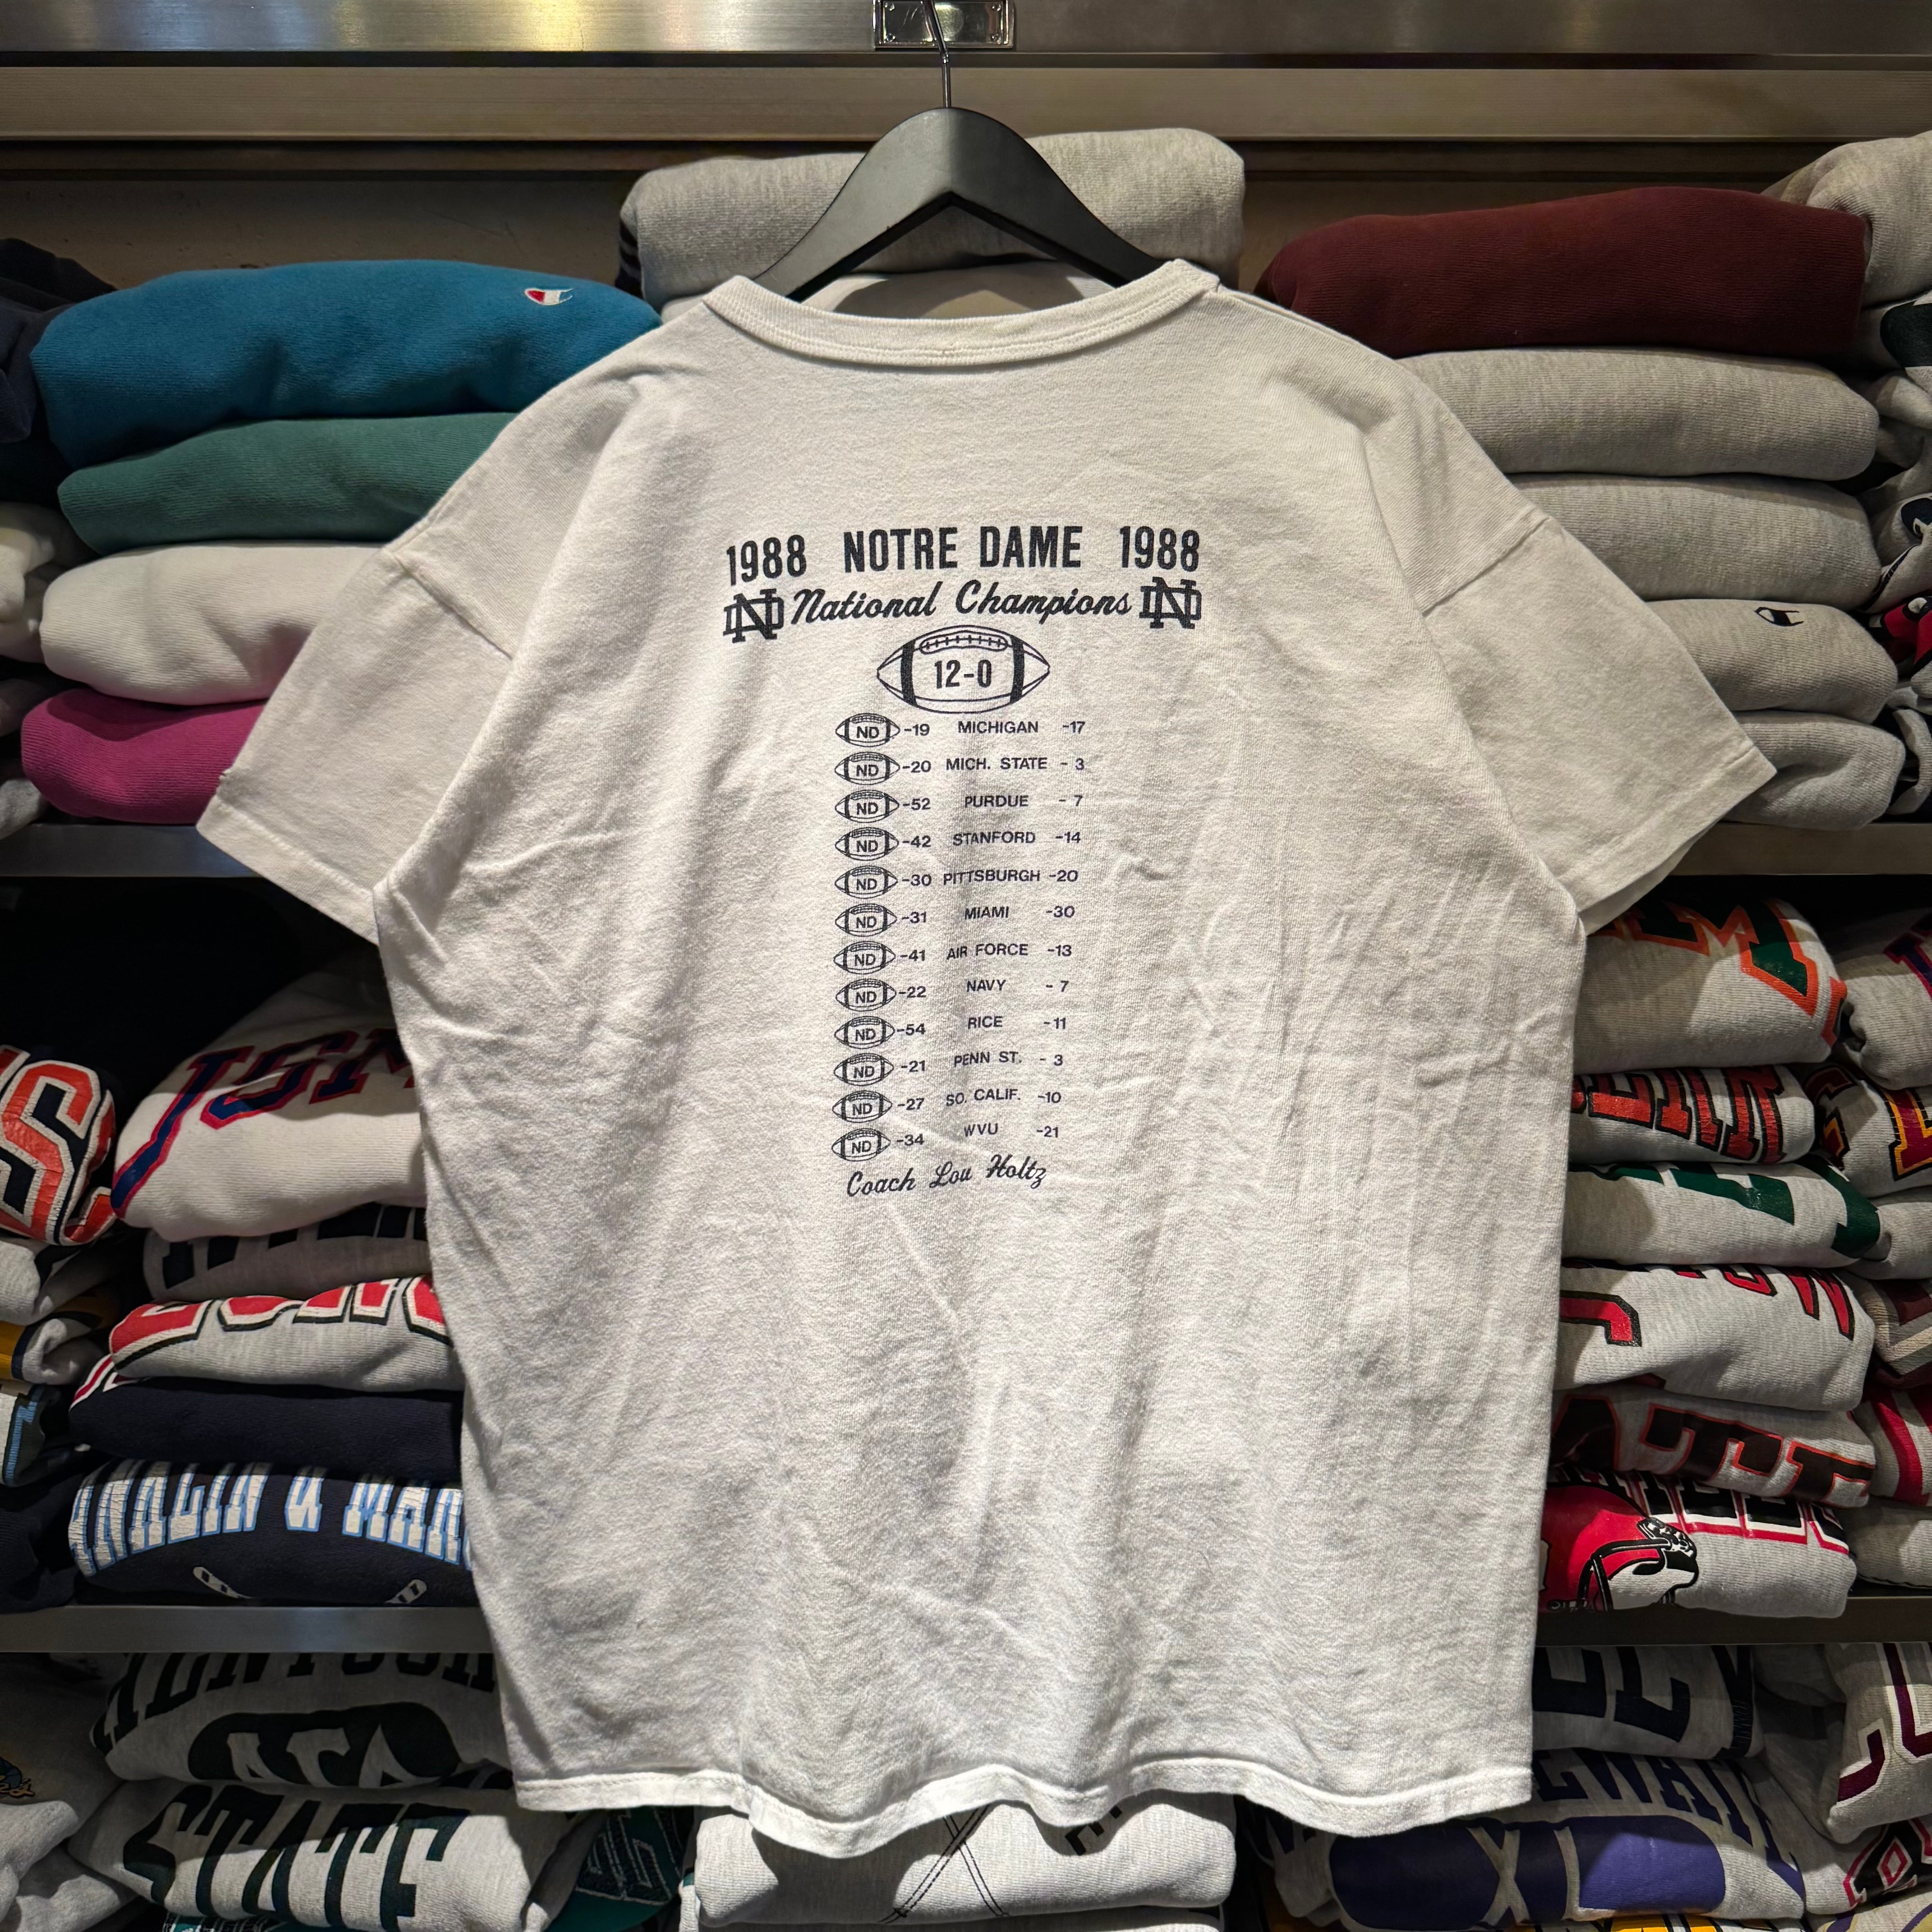 1988 NOTRE DAME 1988
ND National Champions ND
12-0
ND -19 MICHIGAN -17
ND -20 MICH. STATE - 3
ND -52 PURDUE - 7
ND -42 STANFORD -14
ND -30 PITTSBURGH -20
ND -31 MIAMI -30
ND -41 AIR FORCE -13
ND -22 NAVY - 7
ND -54 RICE -11
ND -21 PENN ST. - 3
ND -27 SO. CALIF. -10
ND -34 WVU -21
Coach Lou Holtz
STATE
XL